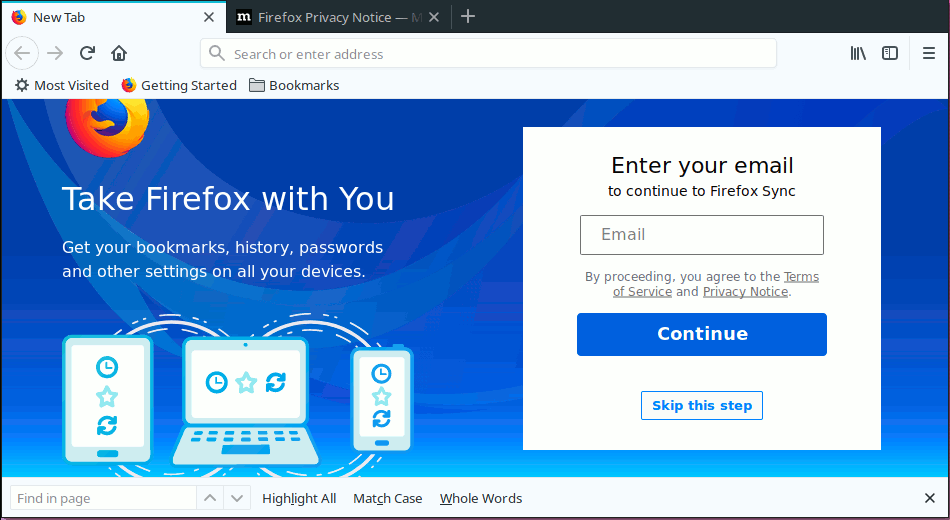 New Tab
Firefox Privacy Notice —
Search or enter address
Most Visited
Getting Started
Bookmarks
Take Firefox with You
Get your bookmarks, history, passwords
and other settings on all your devices.
Enter your email
to continue to Firefox Sync
Email
By proceeding, you agree to the Terms
of Service and Privacy Notice.
Continue
Skip this step
Find in page
Highlight All
Match Case
Whole Words